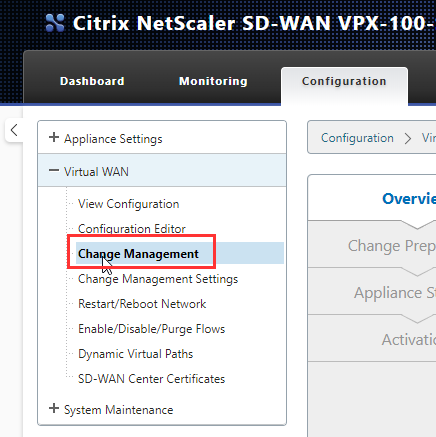 Citrix NetScaler SD-WAN VPX-100-
Dashboard Monitoring Configuration
Appliance Settings
Virtual WAN
View Configuration
Configuration Editor
Change Management
Change Management Settings
Restart/Reboot Network
Enable/Disable/Purge Flows
Dynamic Virtual Paths
SD-WAN Center Certificates
System Maintenance
Configuration > Vir
Overvie
Change Prep
Appliance St
Activatio